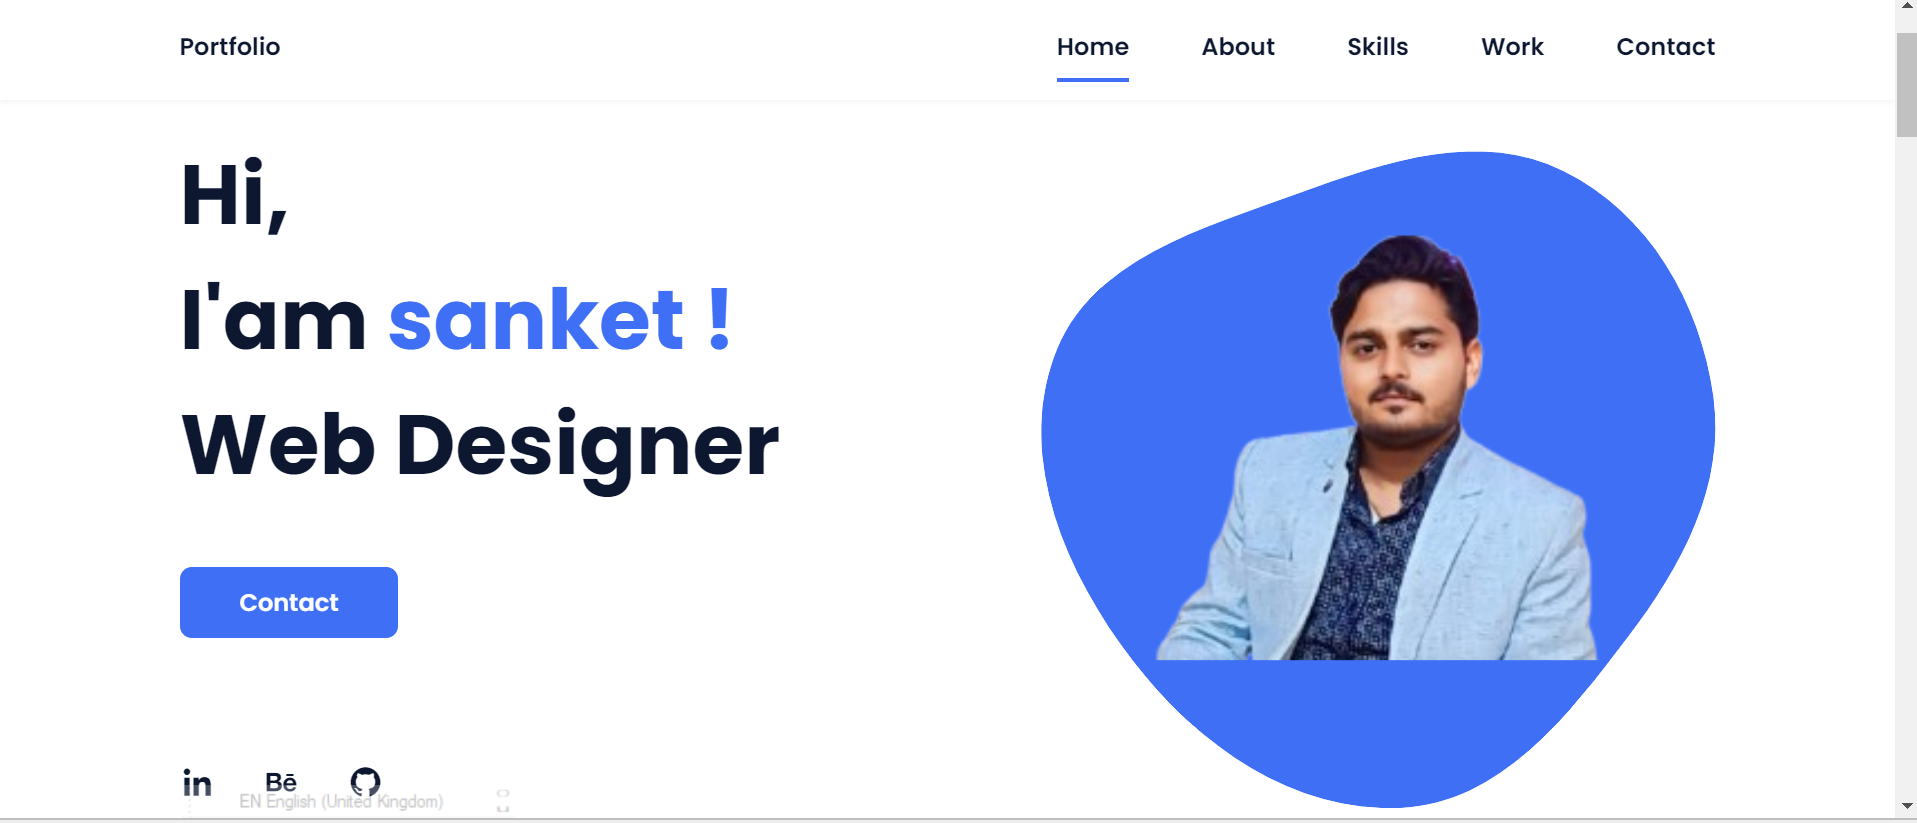 Portfolio Home About Skills Work Contact
Hi,
I'am sanket !
Web Designer
Contact
in Bē
EN English (United Kingdom)